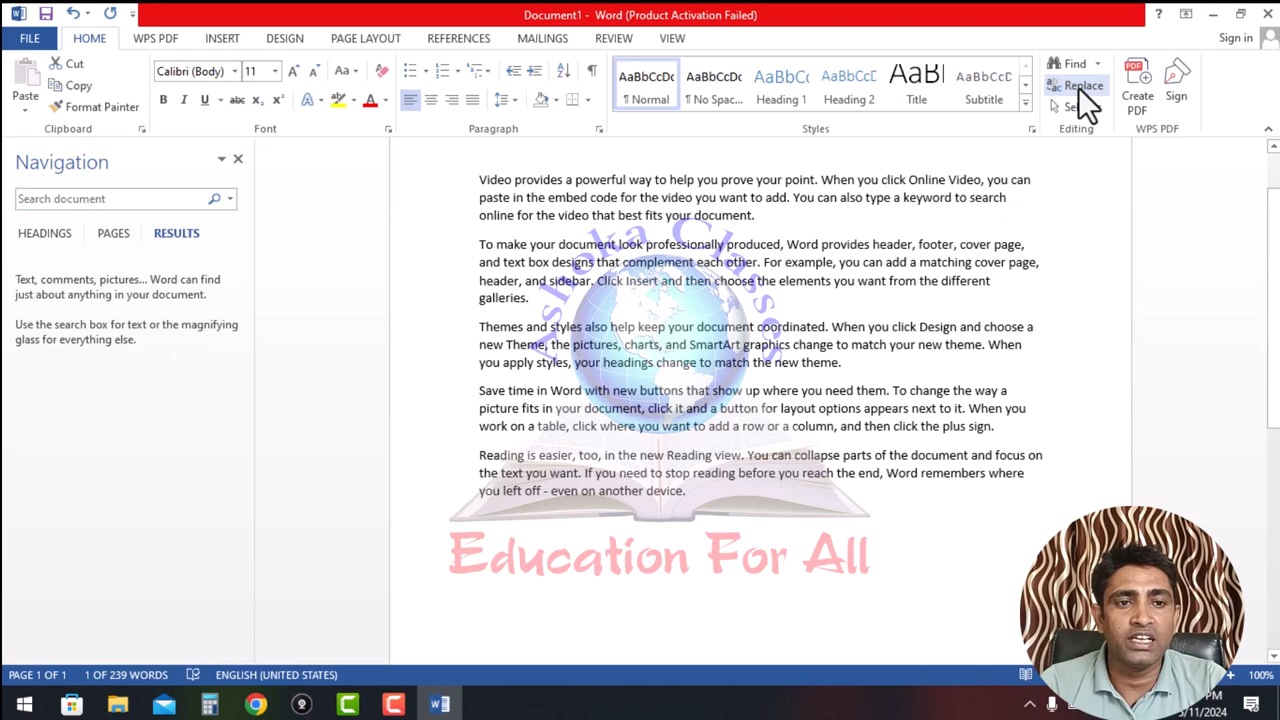 Document1 - Word (Product Activation Failed)
Sign in
FILE HOME WPS PDF INSERT DESIGN PAGE LAYOUT REFERENCES MAILINGS REVIEW VIEW
Paste
Cut
Copy
Format Painter
Clipboard
Calibri (Body) 11
Font
Paragraph
AaBbCcDc ¶ Normal
AaBbCcDc ¶ No Spac...
AaBbCc Heading 1
AaBbCcC Heading 2
AaBl Title
AaBbCcC Subtitle
Styles
Find
Replace
Editing
Create PDF
Sign
WPS PDF
Navigation
Search document
HEADINGS PAGES RESULTS
Text, comments, pictures... Word can find
just about anything in your document.
Use the search box for text or the magnifying
glass for everything else.
Video provides a powerful way to help you prove your point. When you click Online Video, you can
paste in the embed code for the video you want to add. You can also type a keyword to search
online for the video that best fits your document.
To make your document look professionally produced, Word provides header, footer, cover page,
and text box designs that complement each other. For example, you can add a matching cover page,
header, and sidebar. Click Insert and then choose the elements you want from the different
galleries.
Themes and styles also help keep your document coordinated. When you click Design and choose a
new Theme, the pictures, charts, and SmartArt graphics change to match your new theme. When
you apply styles, your headings change to match the new theme.
Save time in Word with new buttons that show up where you need them. To change the way a
picture fits in your document, click it and a button for layout options appears next to it. When you
work on a table, click where you want to add a row or a column, and then click the plus sign.
Reading is easier, too, in the new Reading view. You can collapse parts of the document and focus on
the text you want. If you need to stop reading before you reach the end, Word remembers where
you left off - even on another device.
Ashoka Classes
Education For All
PAGE 1 OF 1 1 OF 239 WORDS ENGLISH (UNITED STATES) 100%